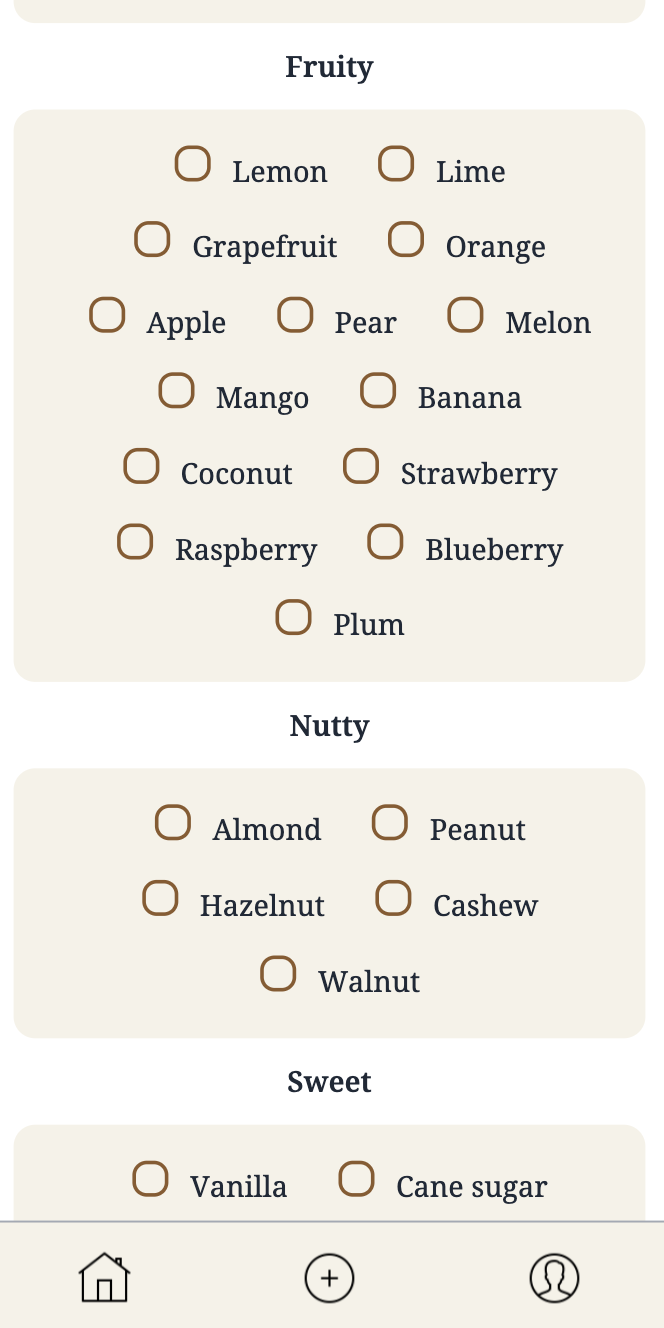 Fruity
Lemon Lime
Grapefruit Orange
Apple Pear Melon
Mango Banana
Coconut Strawberry
Raspberry Blueberry
Plum
Nutty
Almond Peanut
Hazelnut Cashew
Walnut
Sweet
Vanilla Cane sugar